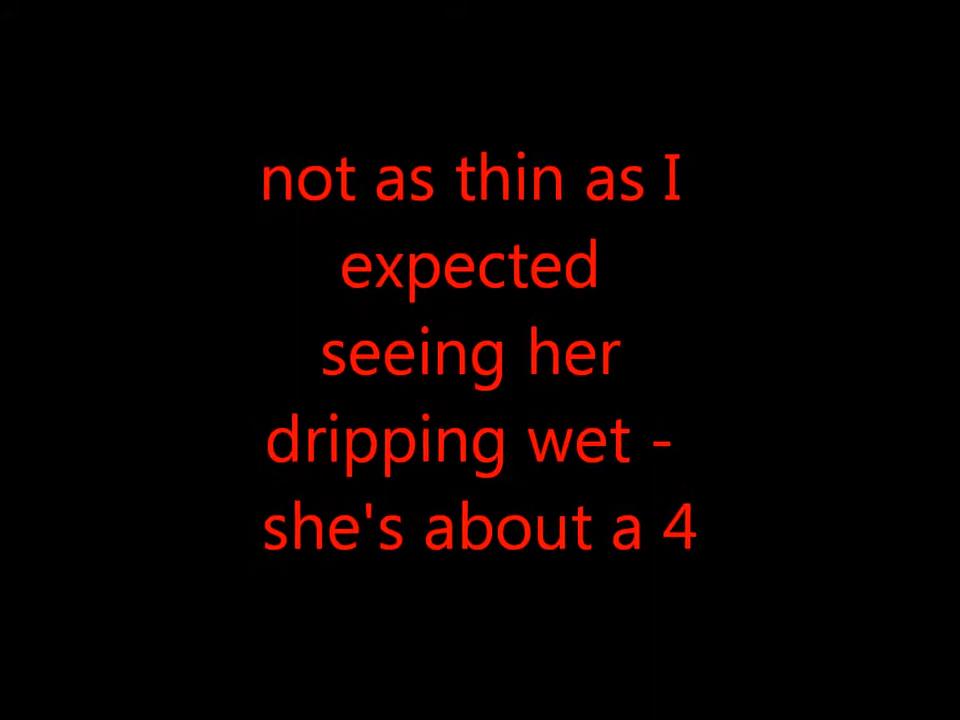 not as thin as I
expected
seeing her
dripping wet -
she's about a 4